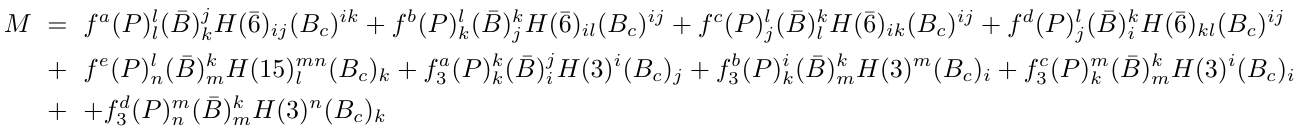 M = f^a(P)^l_l(\bar{B})^j_k H(\bar{6})_{ij}(B_c)^{ik} + f^b(P)^l_k(\bar{B})^k_j H(\bar{6})_{il}(B_c)^{ij} + f^c(P)^l_j(\bar{B})^k_l H(\bar{6})_{ik}(B_c)^{ij} + f^d(P)^l_j(\bar{B})^k_i H(\bar{6})_{kl}(B_c)^{ij}
+ f^e(P)^l_n(\bar{B})^k_m H(15)^{mn}_l(B_c)_k + f^a_3(P)^k_k(\bar{B})^j_i H(3)^i(B_c)_j + f^b_3(P)^i_k(\bar{B})^k_m H(3)^m(B_c)_i + f^c_3(P)^m_k(\bar{B})^k_m H(3)^i(B_c)_i
+ +f^d_3(P)^m_n(\bar{B})^k_m H(3)^n(B_c)_k